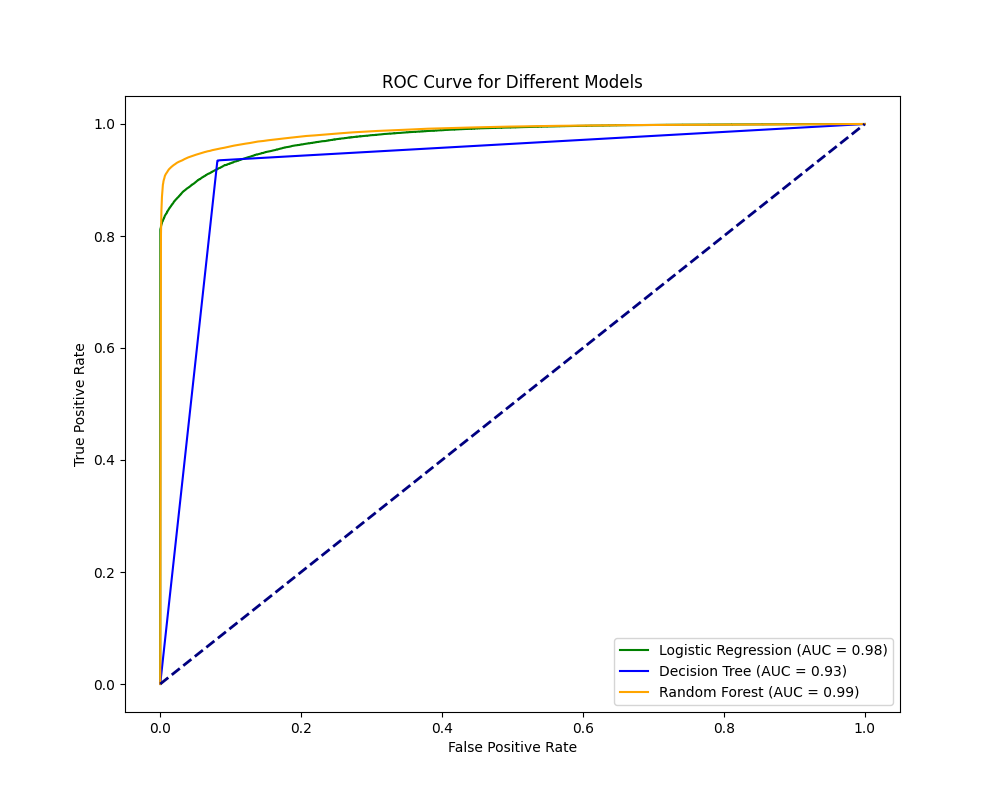 ROC Curve for Different Models
True Positive Rate
1.0
0.8
0.6
0.4
0.2
0.0
Logistic Regression (AUC = 0.98)
Decision Tree (AUC = 0.93)
Random Forest (AUC = 0.99)
0.0 0.2 0.4 0.6 0.8 1.0
False Positive Rate